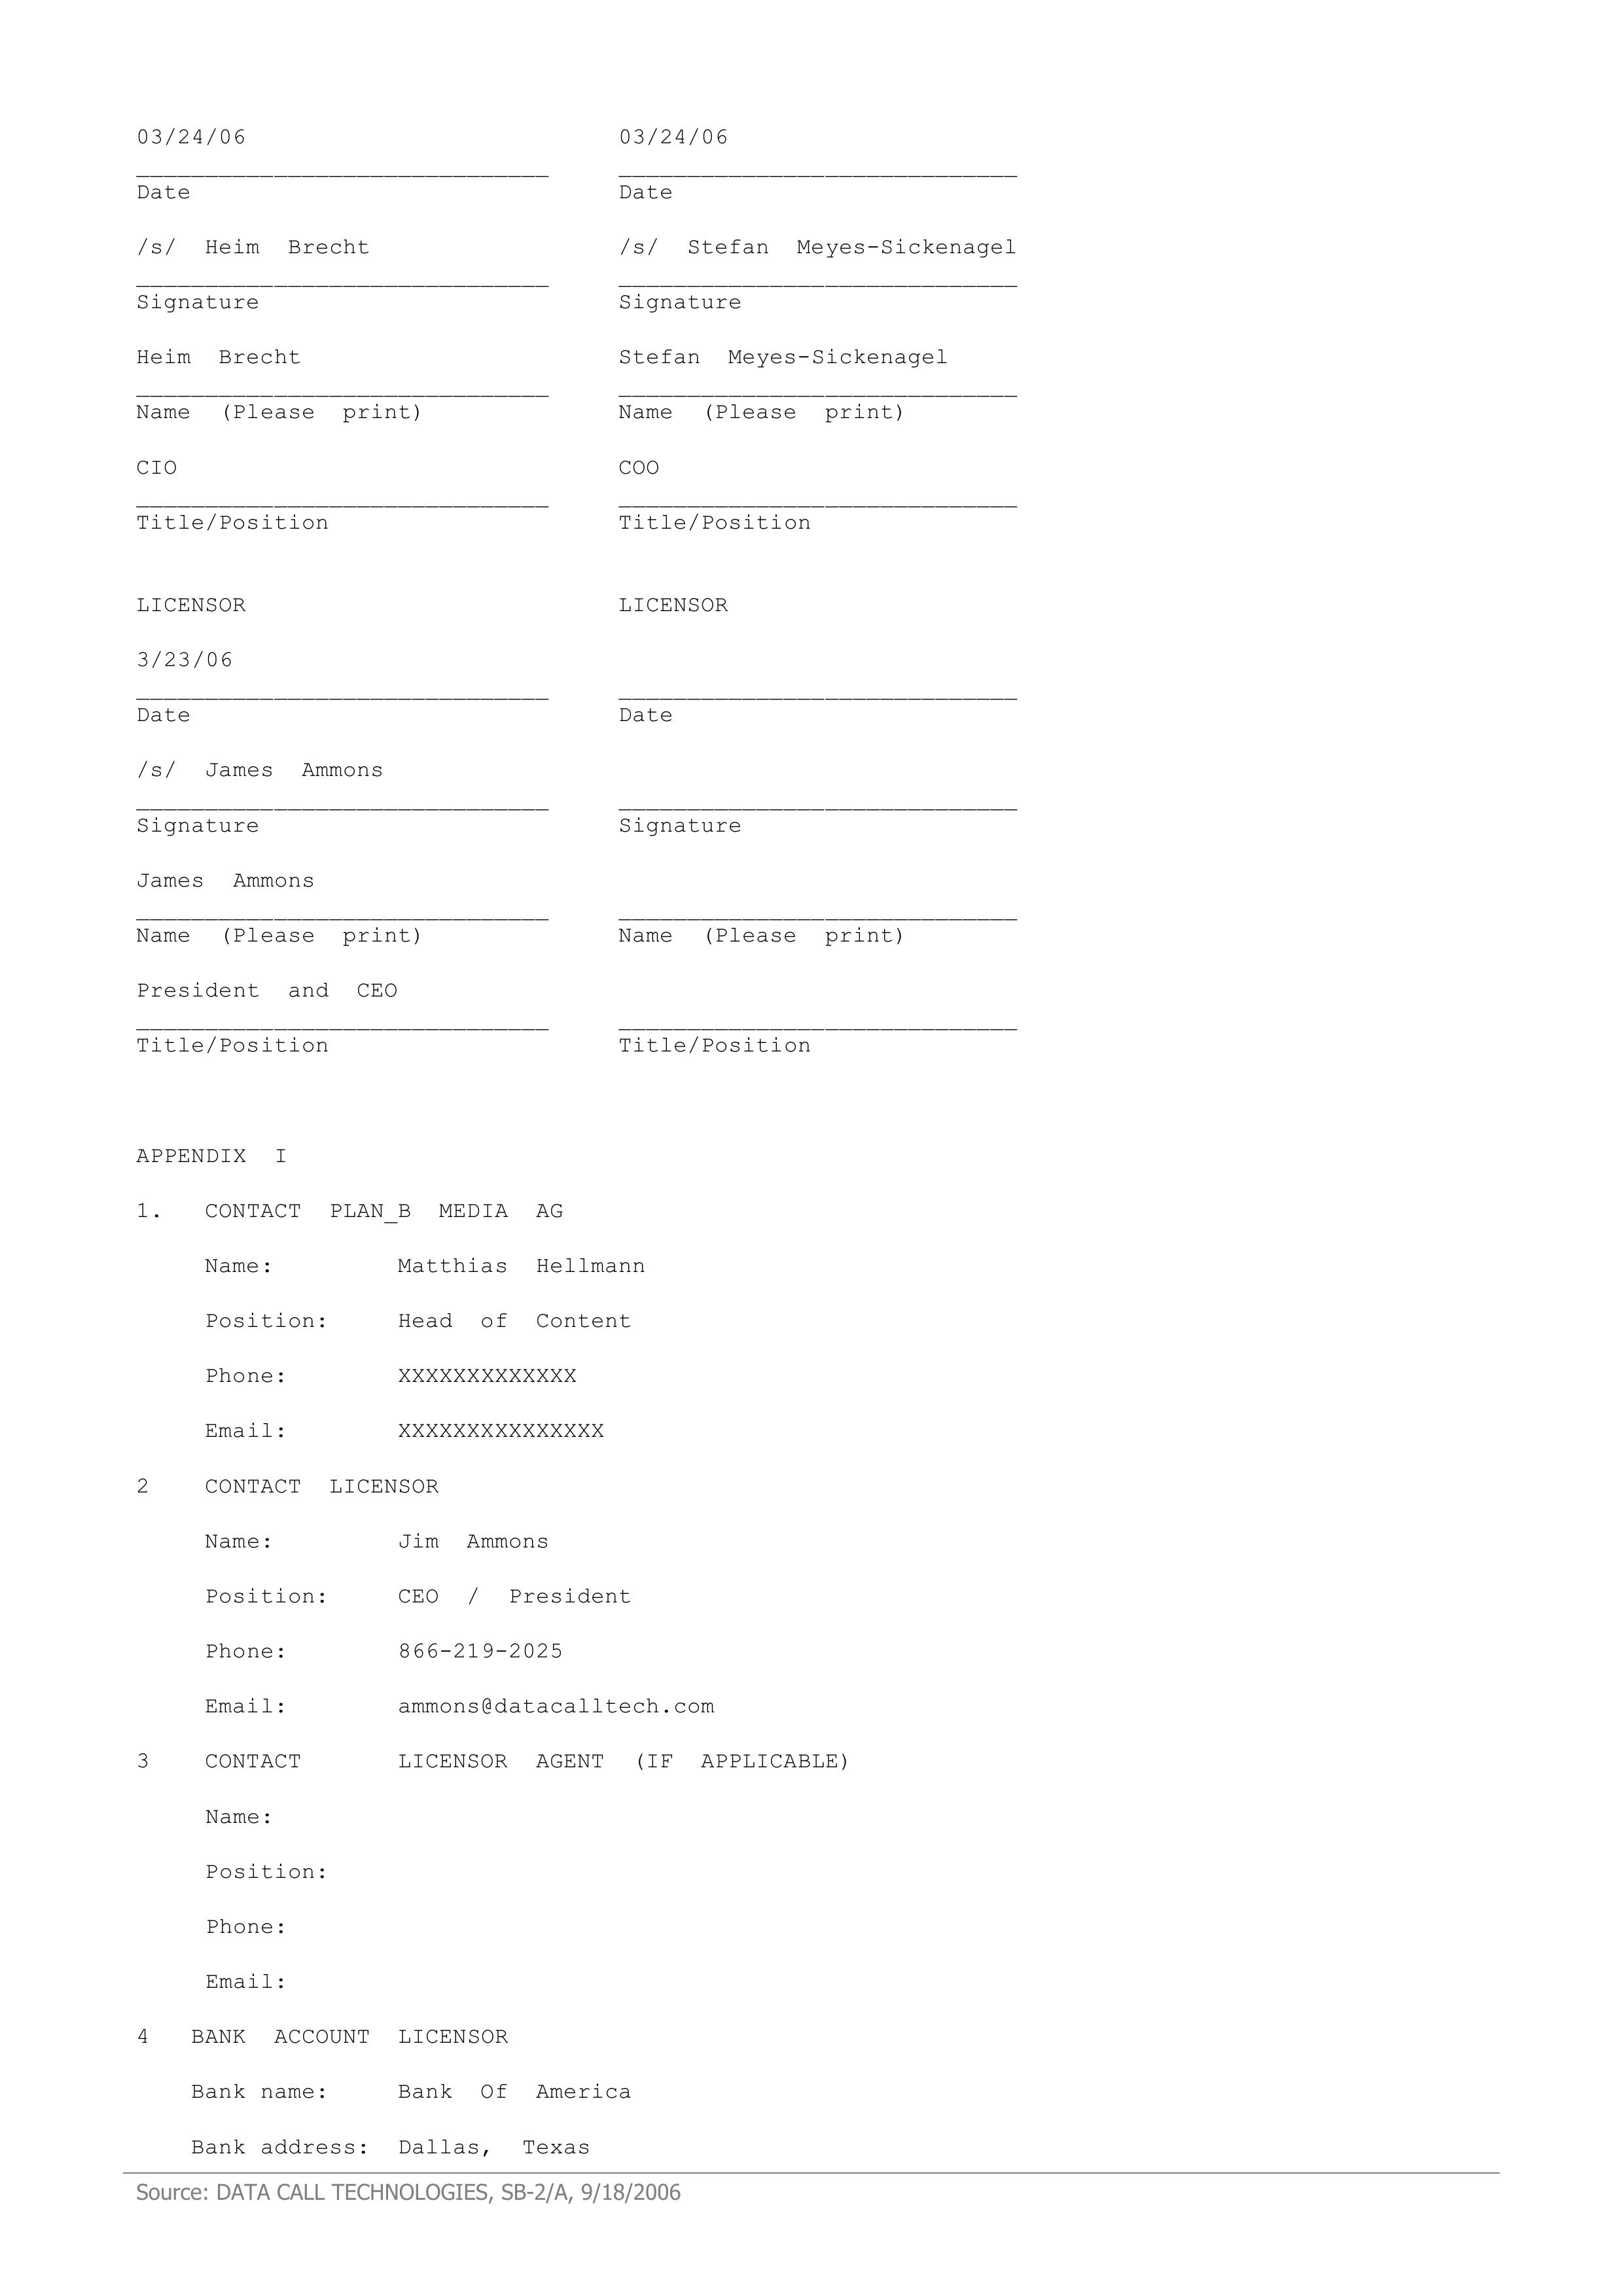 03/24/06 03/24/06
______________________________ _____________________________
Date Date
/s/ Heim Brecht /s/ Stefan Meyes-Sickenagel
______________________________ _____________________________
Signature Signature
Heim Brecht Stefan Meyes-Sickenagel
______________________________ _____________________________
Name (Please print) Name (Please print)
CIO COO
______________________________ _____________________________
Title/Position Title/Position
LICENSOR LICENSOR
3/23/06
______________________________ _____________________________
Date Date
/s/ James Ammons
______________________________ _____________________________
Signature Signature
James Ammons
______________________________ _____________________________
Name (Please print) Name (Please print)
President and CEO
______________________________ _____________________________
Title/Position Title/Position
APPENDIX I
1. CONTACT PLAN_B MEDIA AG
Name: Matthias Hellmann
Position: Head of Content
Phone: XXXXXXXXXXXXX
Email: XXXXXXXXXXXXXXX
2 CONTACT LICENSOR
Name: Jim Ammons
Position: CEO / President
Phone: 866-219-2025
Email: ammons@datacalltech.com
3 CONTACT LICENSOR AGENT (IF APPLICABLE)
Name:
Position:
Phone:
Email:
4 BANK ACCOUNT LICENSOR
Bank name: Bank Of America
Bank address: Dallas, Texas
Source: DATA CALL TECHNOLOGIES, SB-2/A, 9/18/2006